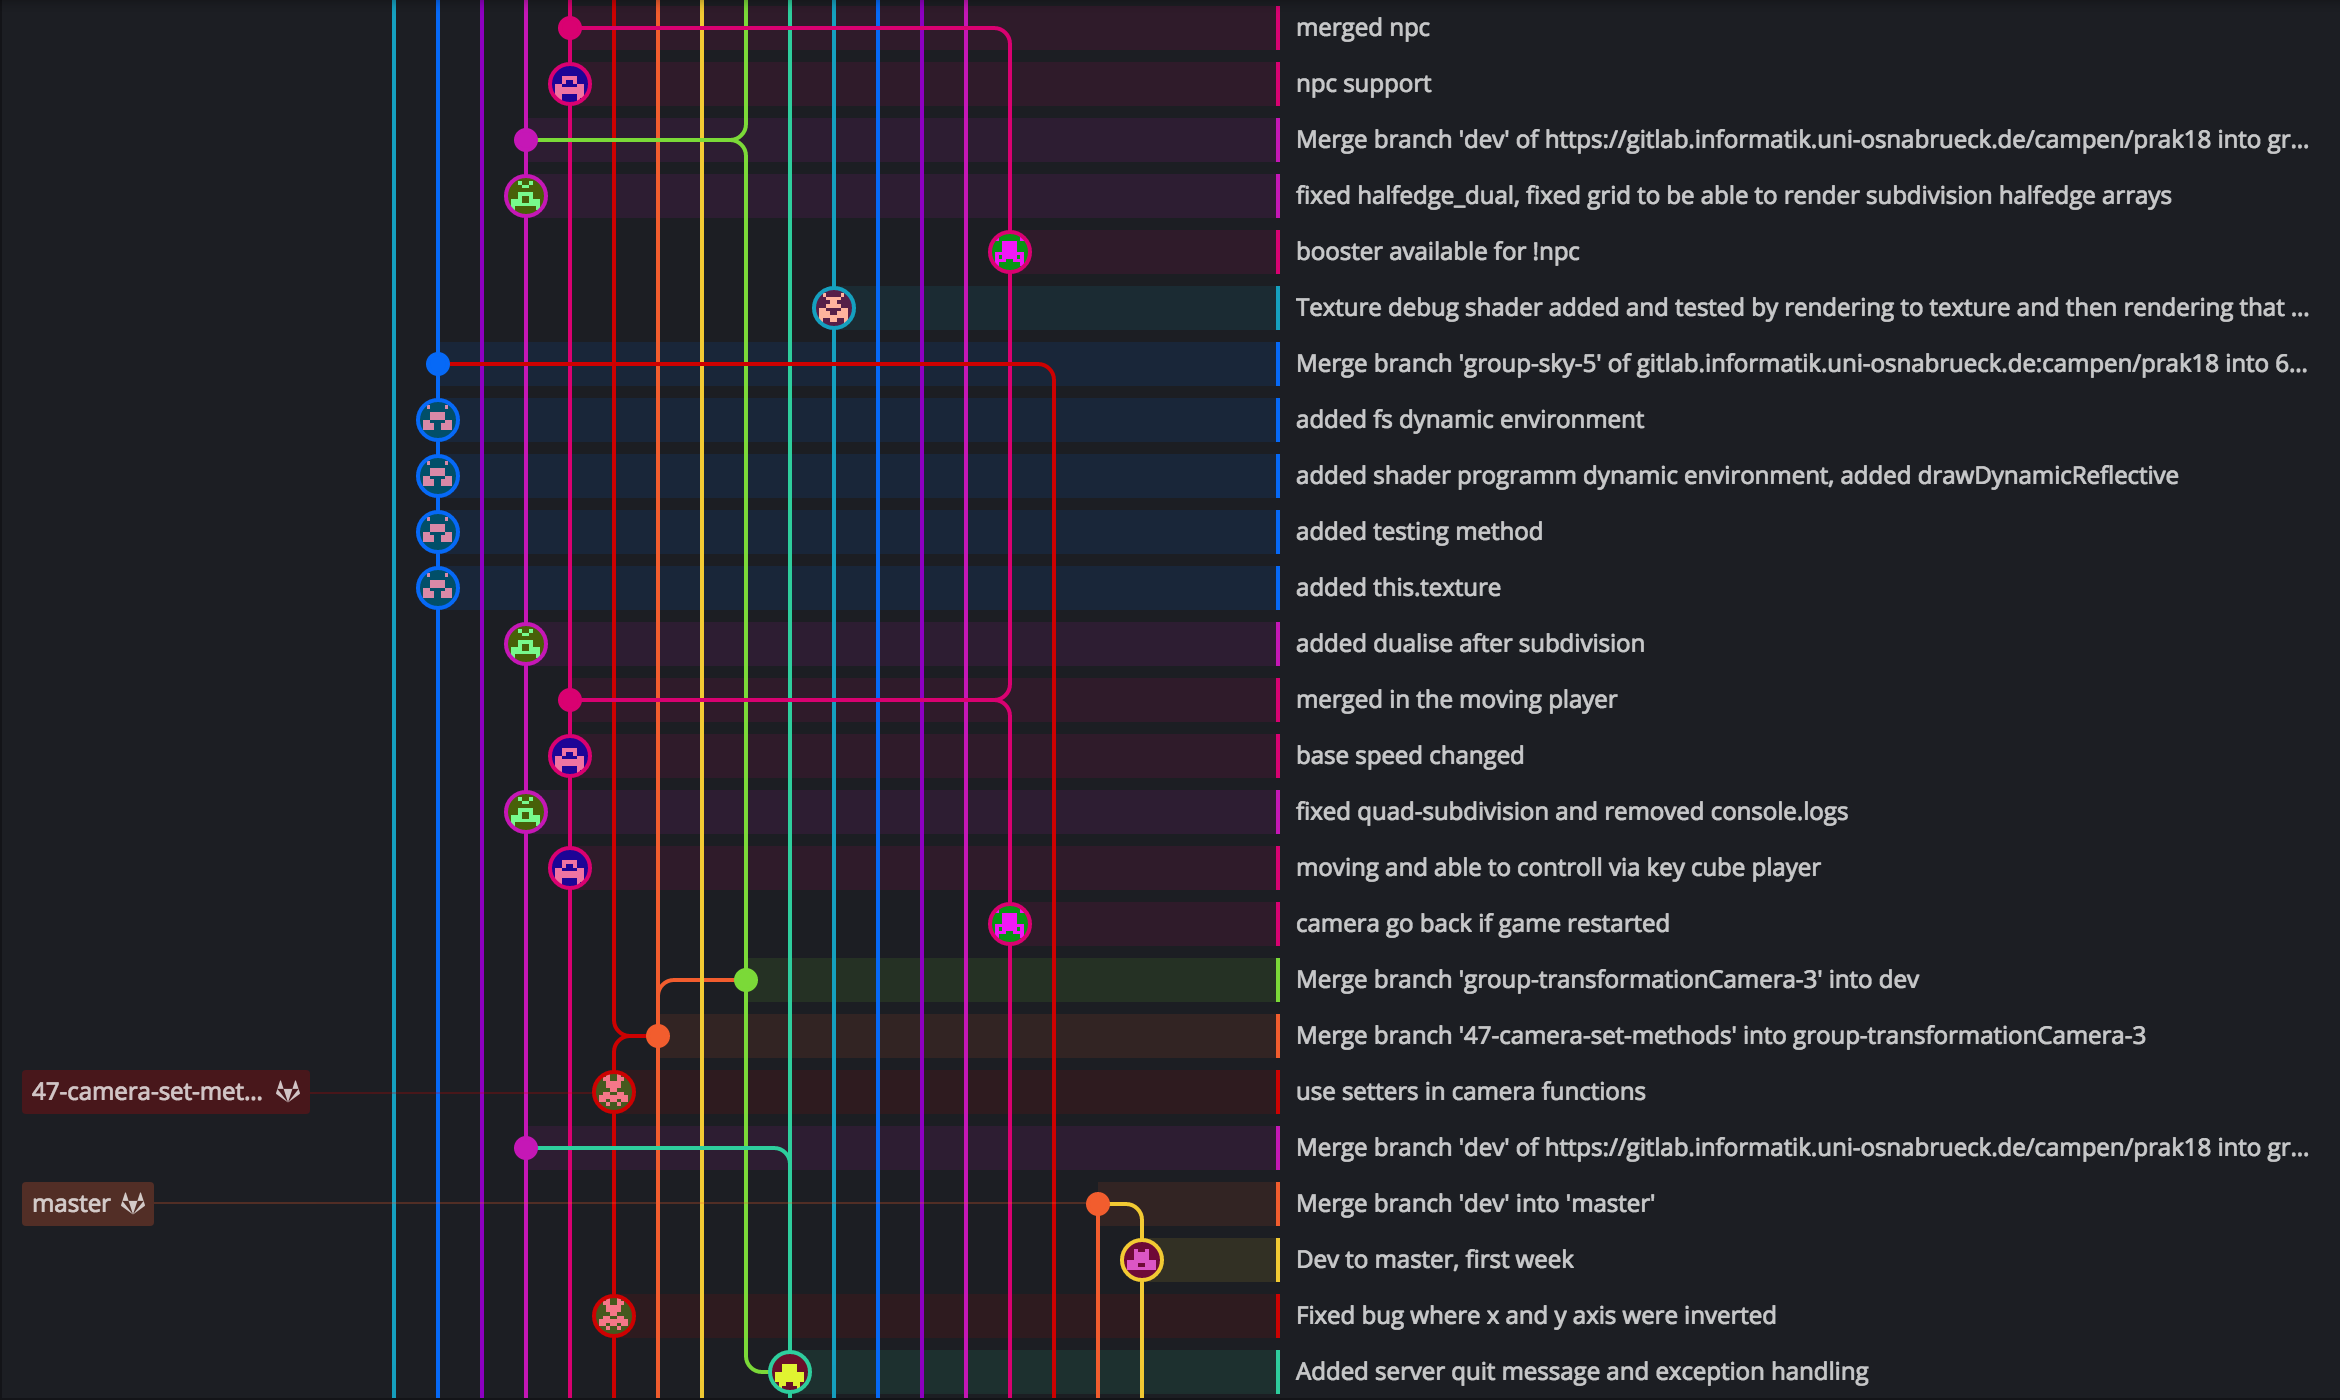 merged npc
npc support
Merge branch 'dev' of https://gitlab.informatik.uni-osnabrueck.de/campen/prak18 into gr...
fixed halfedge_dual, fixed grid to be able to render subdivision halfedge arrays
booster available for !npc
Texture debug shader added and tested by rendering to texture and then rendering that ...
Merge branch 'group-sky-5' of gitlab.informatik.uni-osnabrueck.de:campen/prak18 into 6...
added fs dynamic environment
added shader programm dynamic environment, added drawDynamicReflective
added testing method
added this.texture
added dualise after subdivision
merged in the moving player
base speed changed
fixed quad-subdivision and removed console.logs
moving and able to controll via key cube player
camera go back if game restarted
Merge branch 'group-transformationCamera-3' into dev
Merge branch '47-camera-set-methods' into group-transformationCamera-3
47-camera-set-met... use setters in camera functions
Merge branch 'dev' of https://gitlab.informatik.uni-osnabrueck.de/campen/prak18 into gr...
master Merge branch 'dev' into 'master'
Dev to master, first week
Fixed bug where x and y axis were inverted
Added server quit message and exception handling